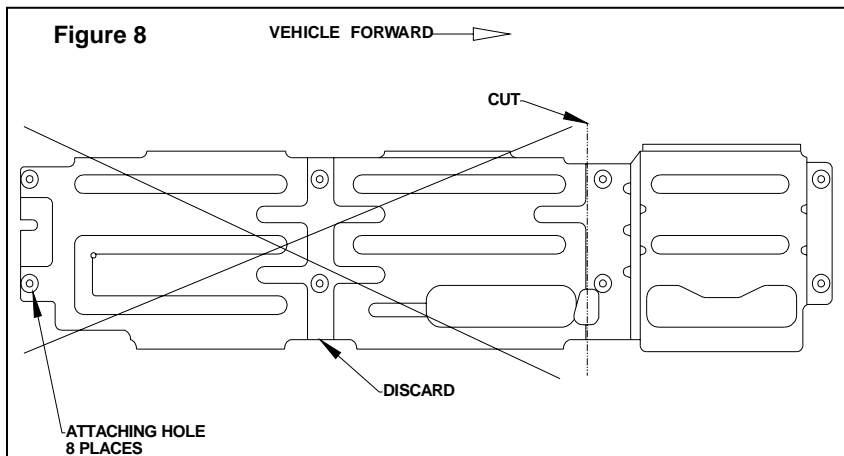 Figure 8
VEHICLE FORWARD
CUT
DISCARD
ATTACHING HOLE
8 PLACES